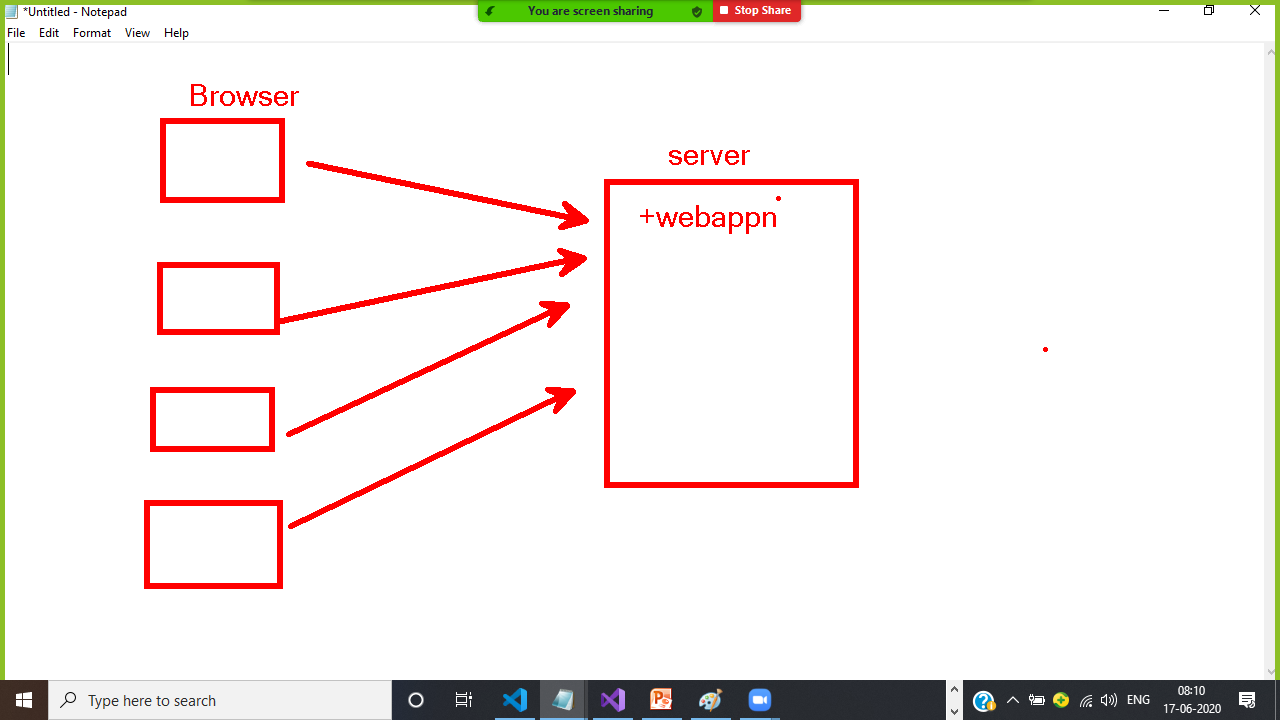 *Untitled - Notepad
You are screen sharing
Stop Share
File Edit Format View Help
Browser
server
+webappn
Type here to search
ENG
08:10
17-06-2020